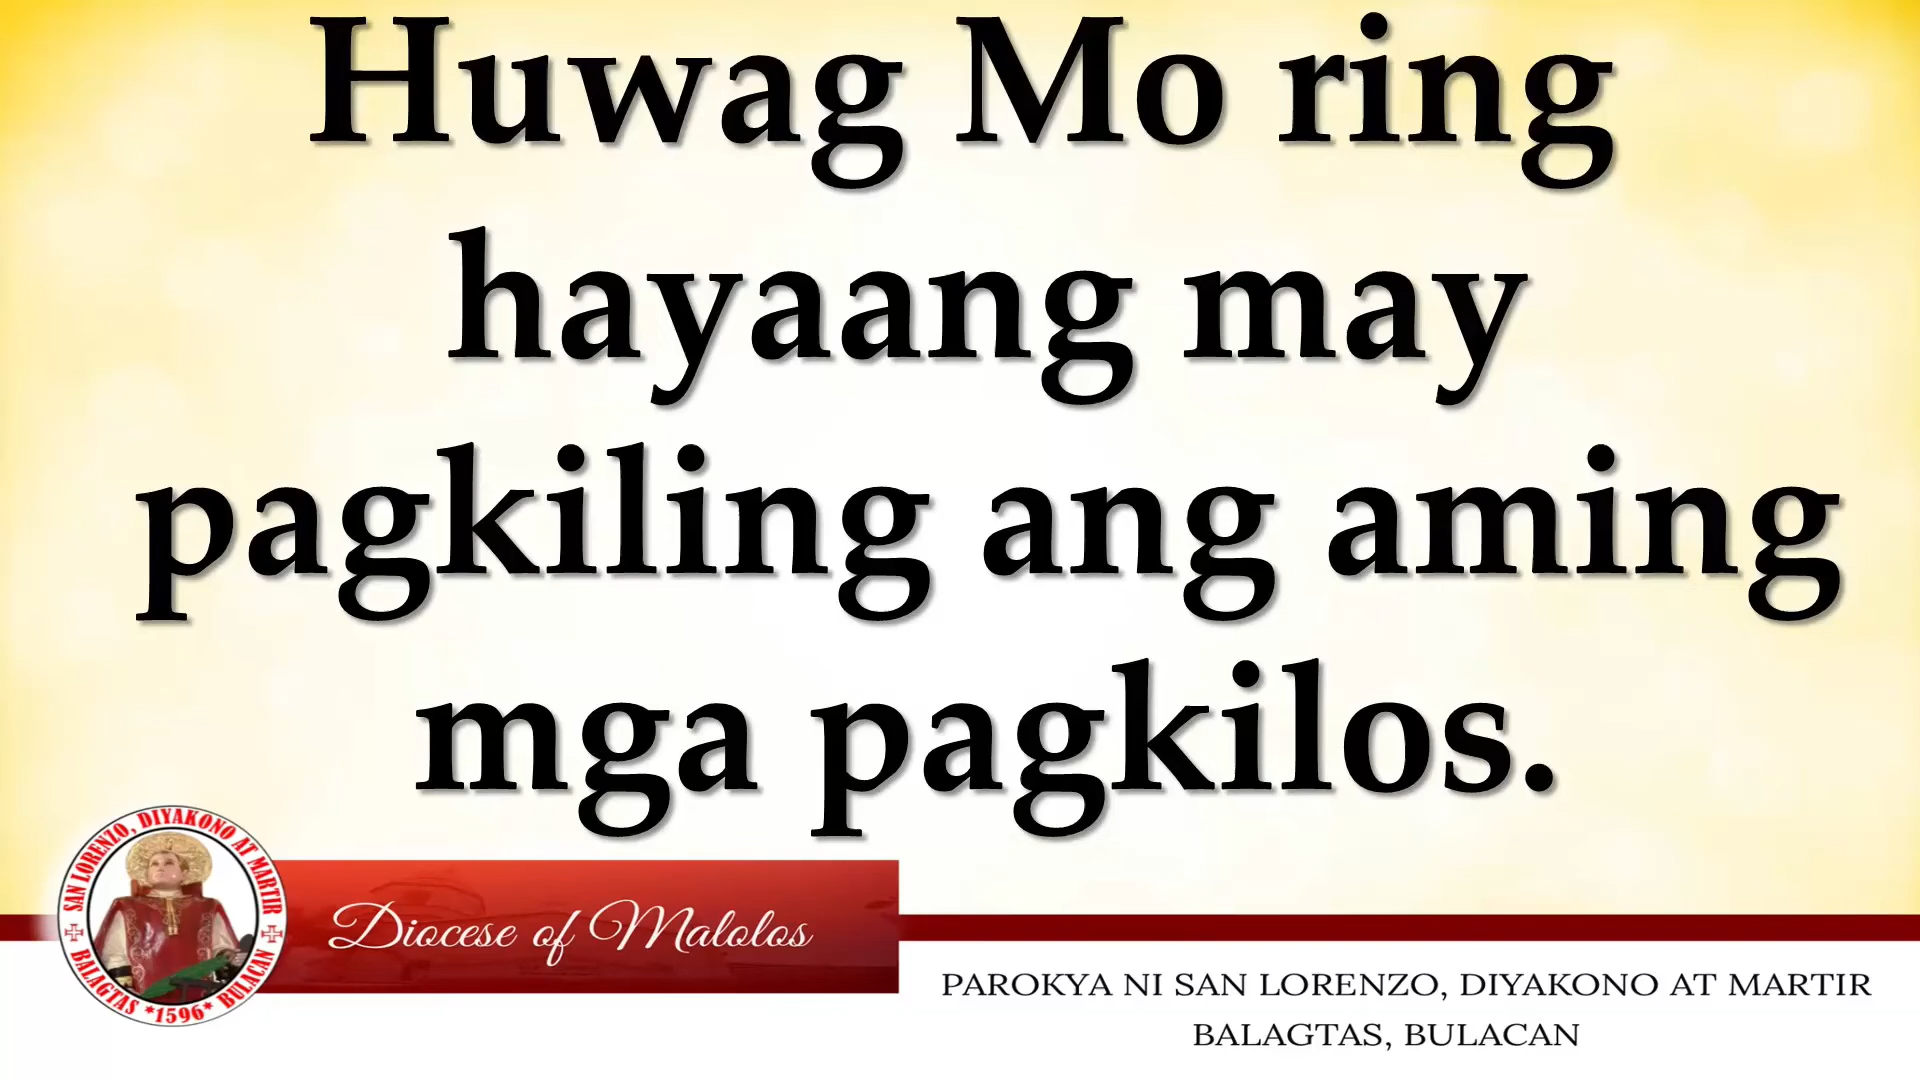 Huwag Mo ring
hayaang may
pagkiling ang aming
mga pagkilos.
SAN LORENZO, DIYAKONO AT MARTIR
BALAGTAS *1596* BULACAN
Diocese of Malolos
PAROKYA NI SAN LORENZO, DIYAKONO AT MARTIR
BALAGTAS, BULACAN